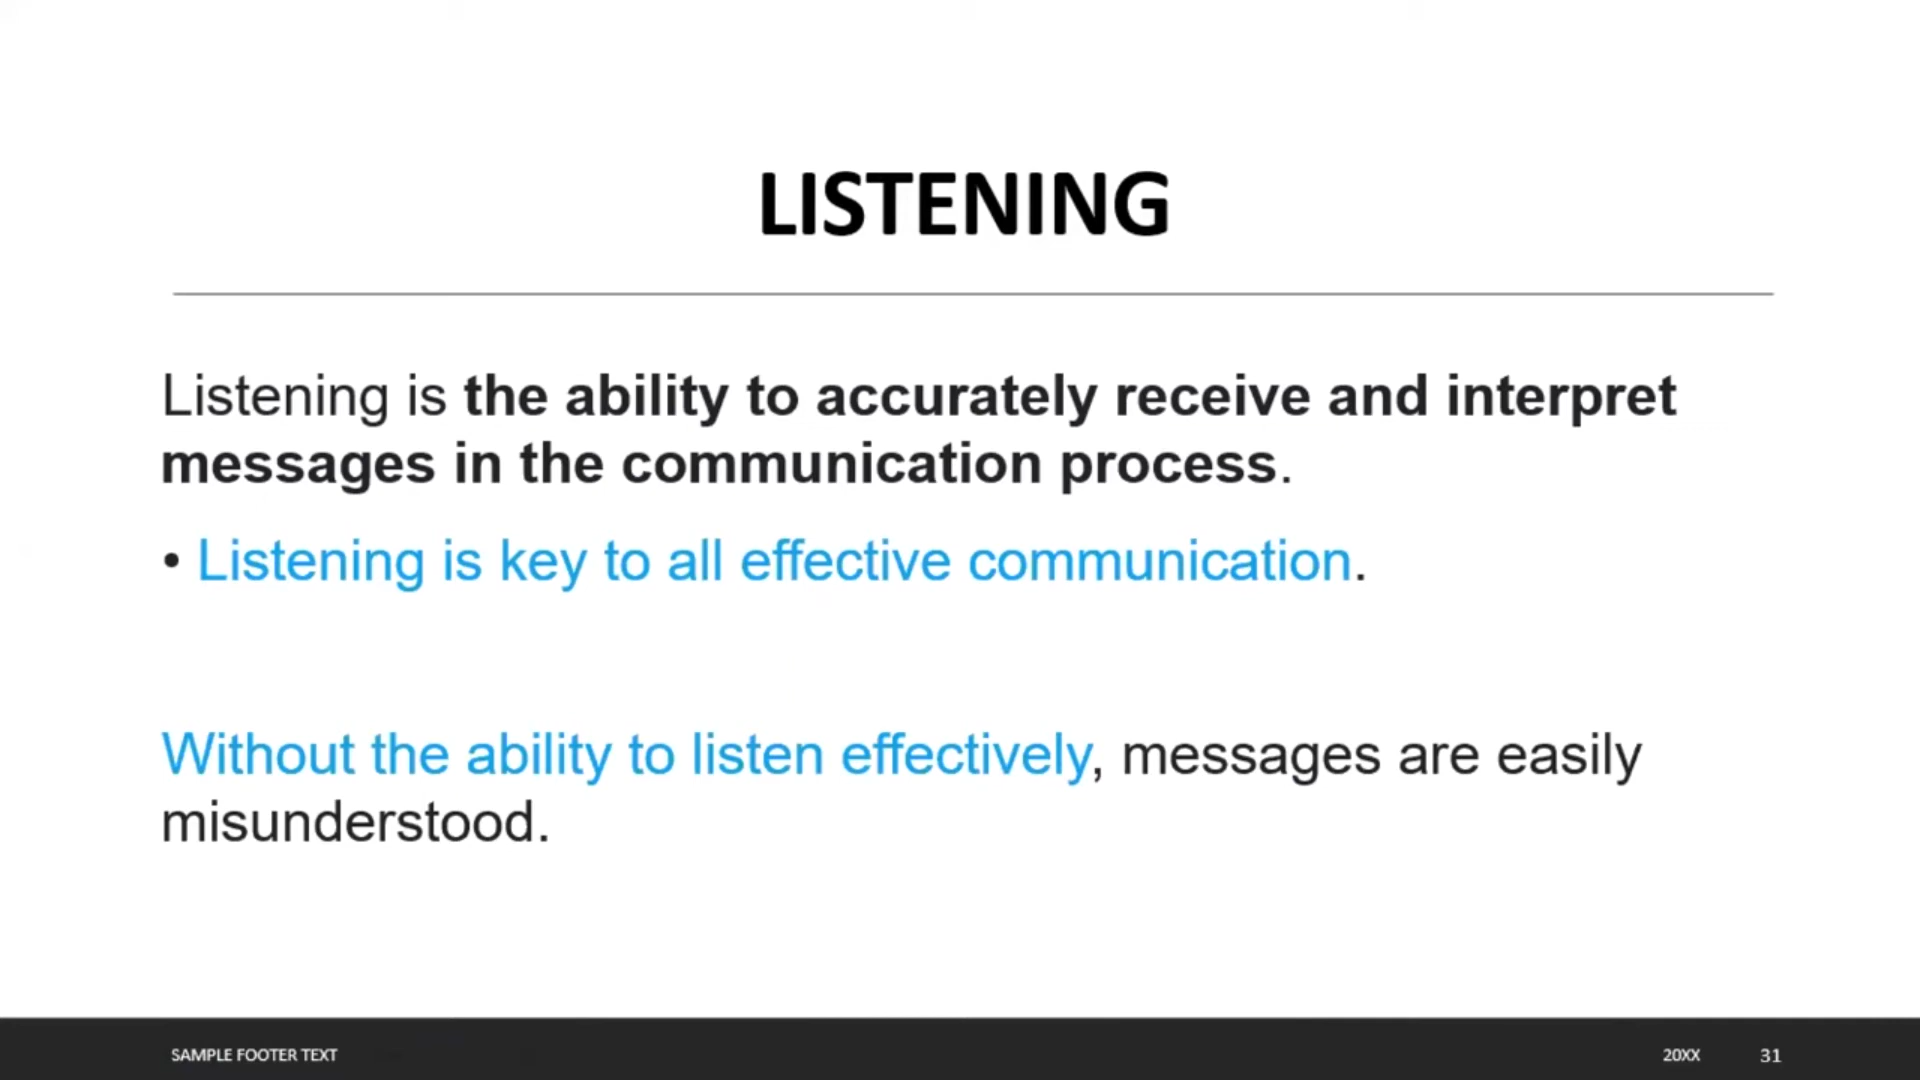 LISTENING
Listening is the ability to accurately receive and interpret
messages in the communication process.
• Listening is key to all effective communication.
Without the ability to listen effectively, messages are easily
misunderstood.
SAMPLE FOOTER TEXT
20XX
31